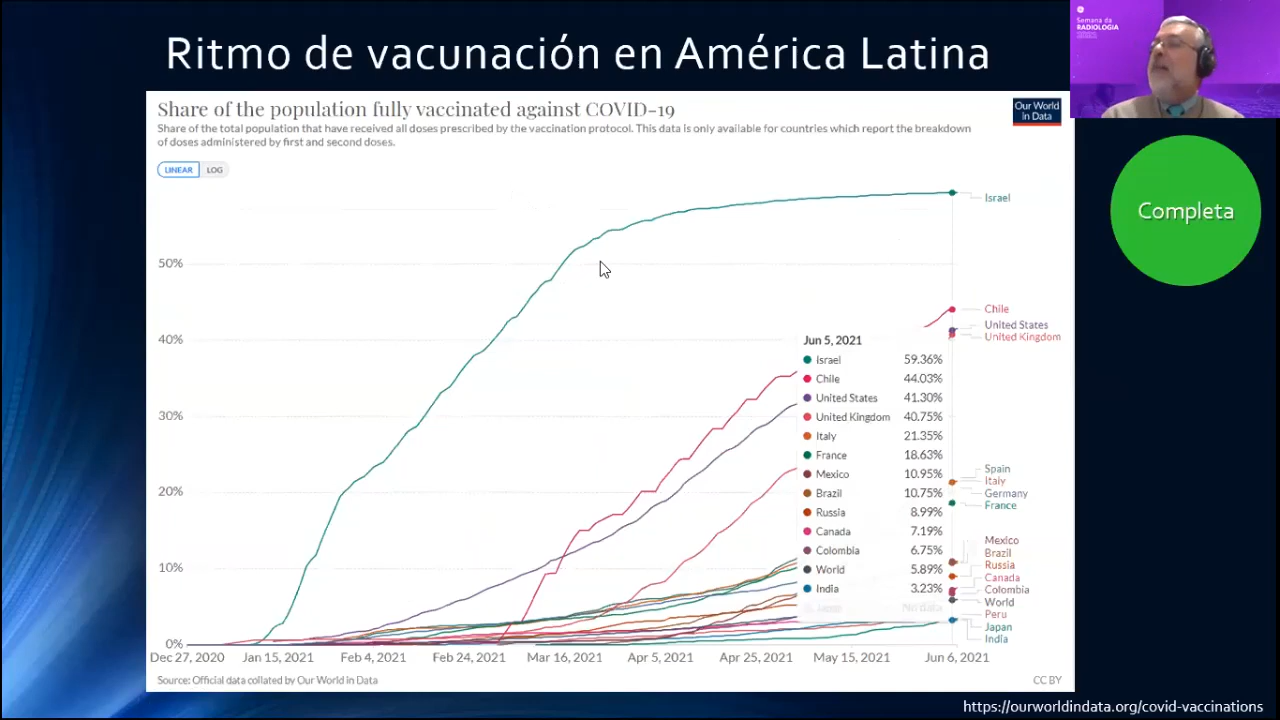 Ritmo de vacunación en América Latina
Semana da
RADIOLOGIA
Share of the population fully vaccinated against COVID-19
Share of the total population that have received all doses prescribed by the vaccination protocol. This data is only available for countries which report the breakdown
of doses administered by first and second doses.
Our World
in Data
LINEAR LOG
Completa
50%
40%
30%
20%
10%
0%
Israel
Chile
United States
United Kingdom
Spain
Italy
Germany
France
Mexico
Brazil
Russia
Canada
Colombia
World
Peru
Japan
India
Jun 5, 2021
Israel 59.36%
Chile 44.03%
United States 41.30%
United Kingdom 40.75%
Italy 21.35%
France 18.63%
Mexico 10.95%
Brazil 10.75%
Russia 8.99%
Canada 7.19%
Colombia 6.75%
World 5.89%
India 3.23%
No data
Dec 27, 2020 Jan 15, 2021 Feb 4, 2021 Feb 24, 2021 Mar 16, 2021 Apr 5, 2021 Apr 25, 2021 May 15, 2021 Jun 6, 2021
Source: Official data collated by Our World in Data
CC BY
https://ourworldindata.org/covid-vaccinations